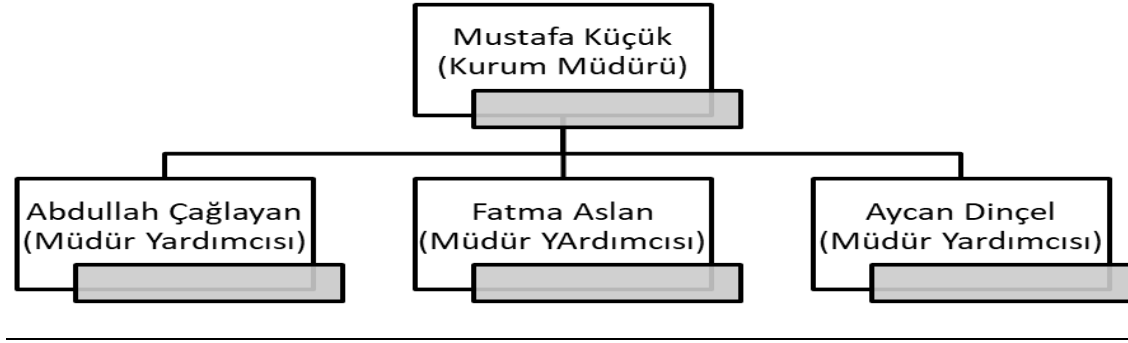 Mustafa Küçük
(Kurum Müdürü)
Abdullah Çağlayan
(Müdür Yardımcısı)
Fatma Aslan
(Müdür YArdımcısı)
Aycan Dinçel
(Müdür Yardımcısı)